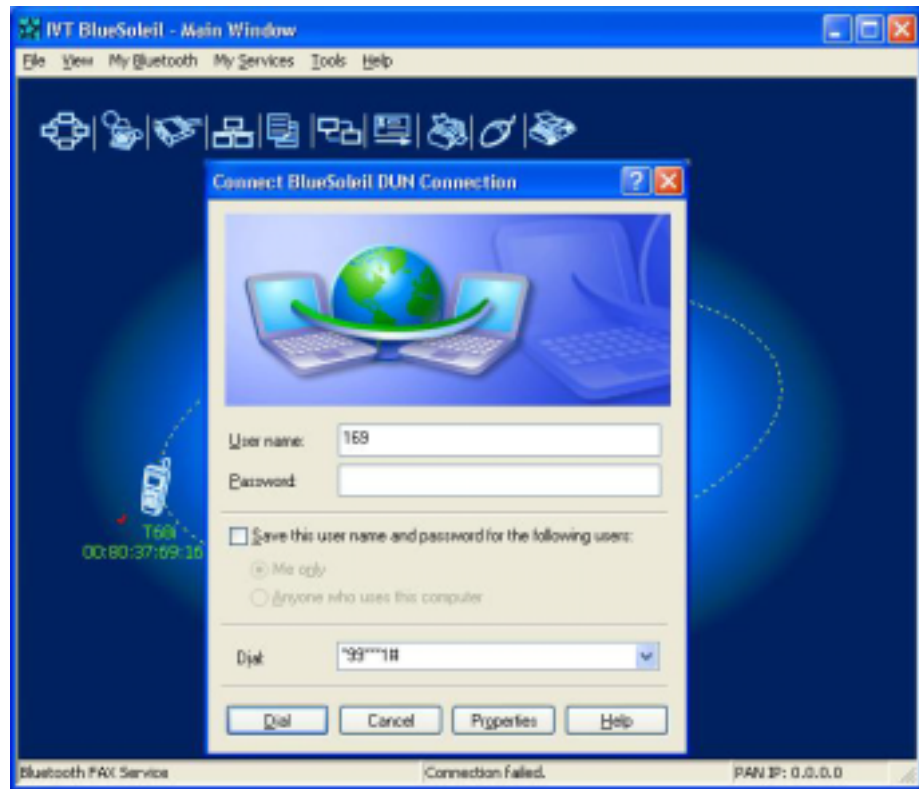 IVT BlueSoleil - Main Window
File View My Bluetooth My Services Tools Help
Connect BlueSoleil DUN Connection
User name: 169
Password:
Save this user name and password for the following users:
Me only
Anyone who uses this computer
T68i
00:80:37:69:16
Dial: *99***1#
Dial Cancel Properties Help
Bluetooth FAX Service Connection failed. PAN IP: 0.0.0.0